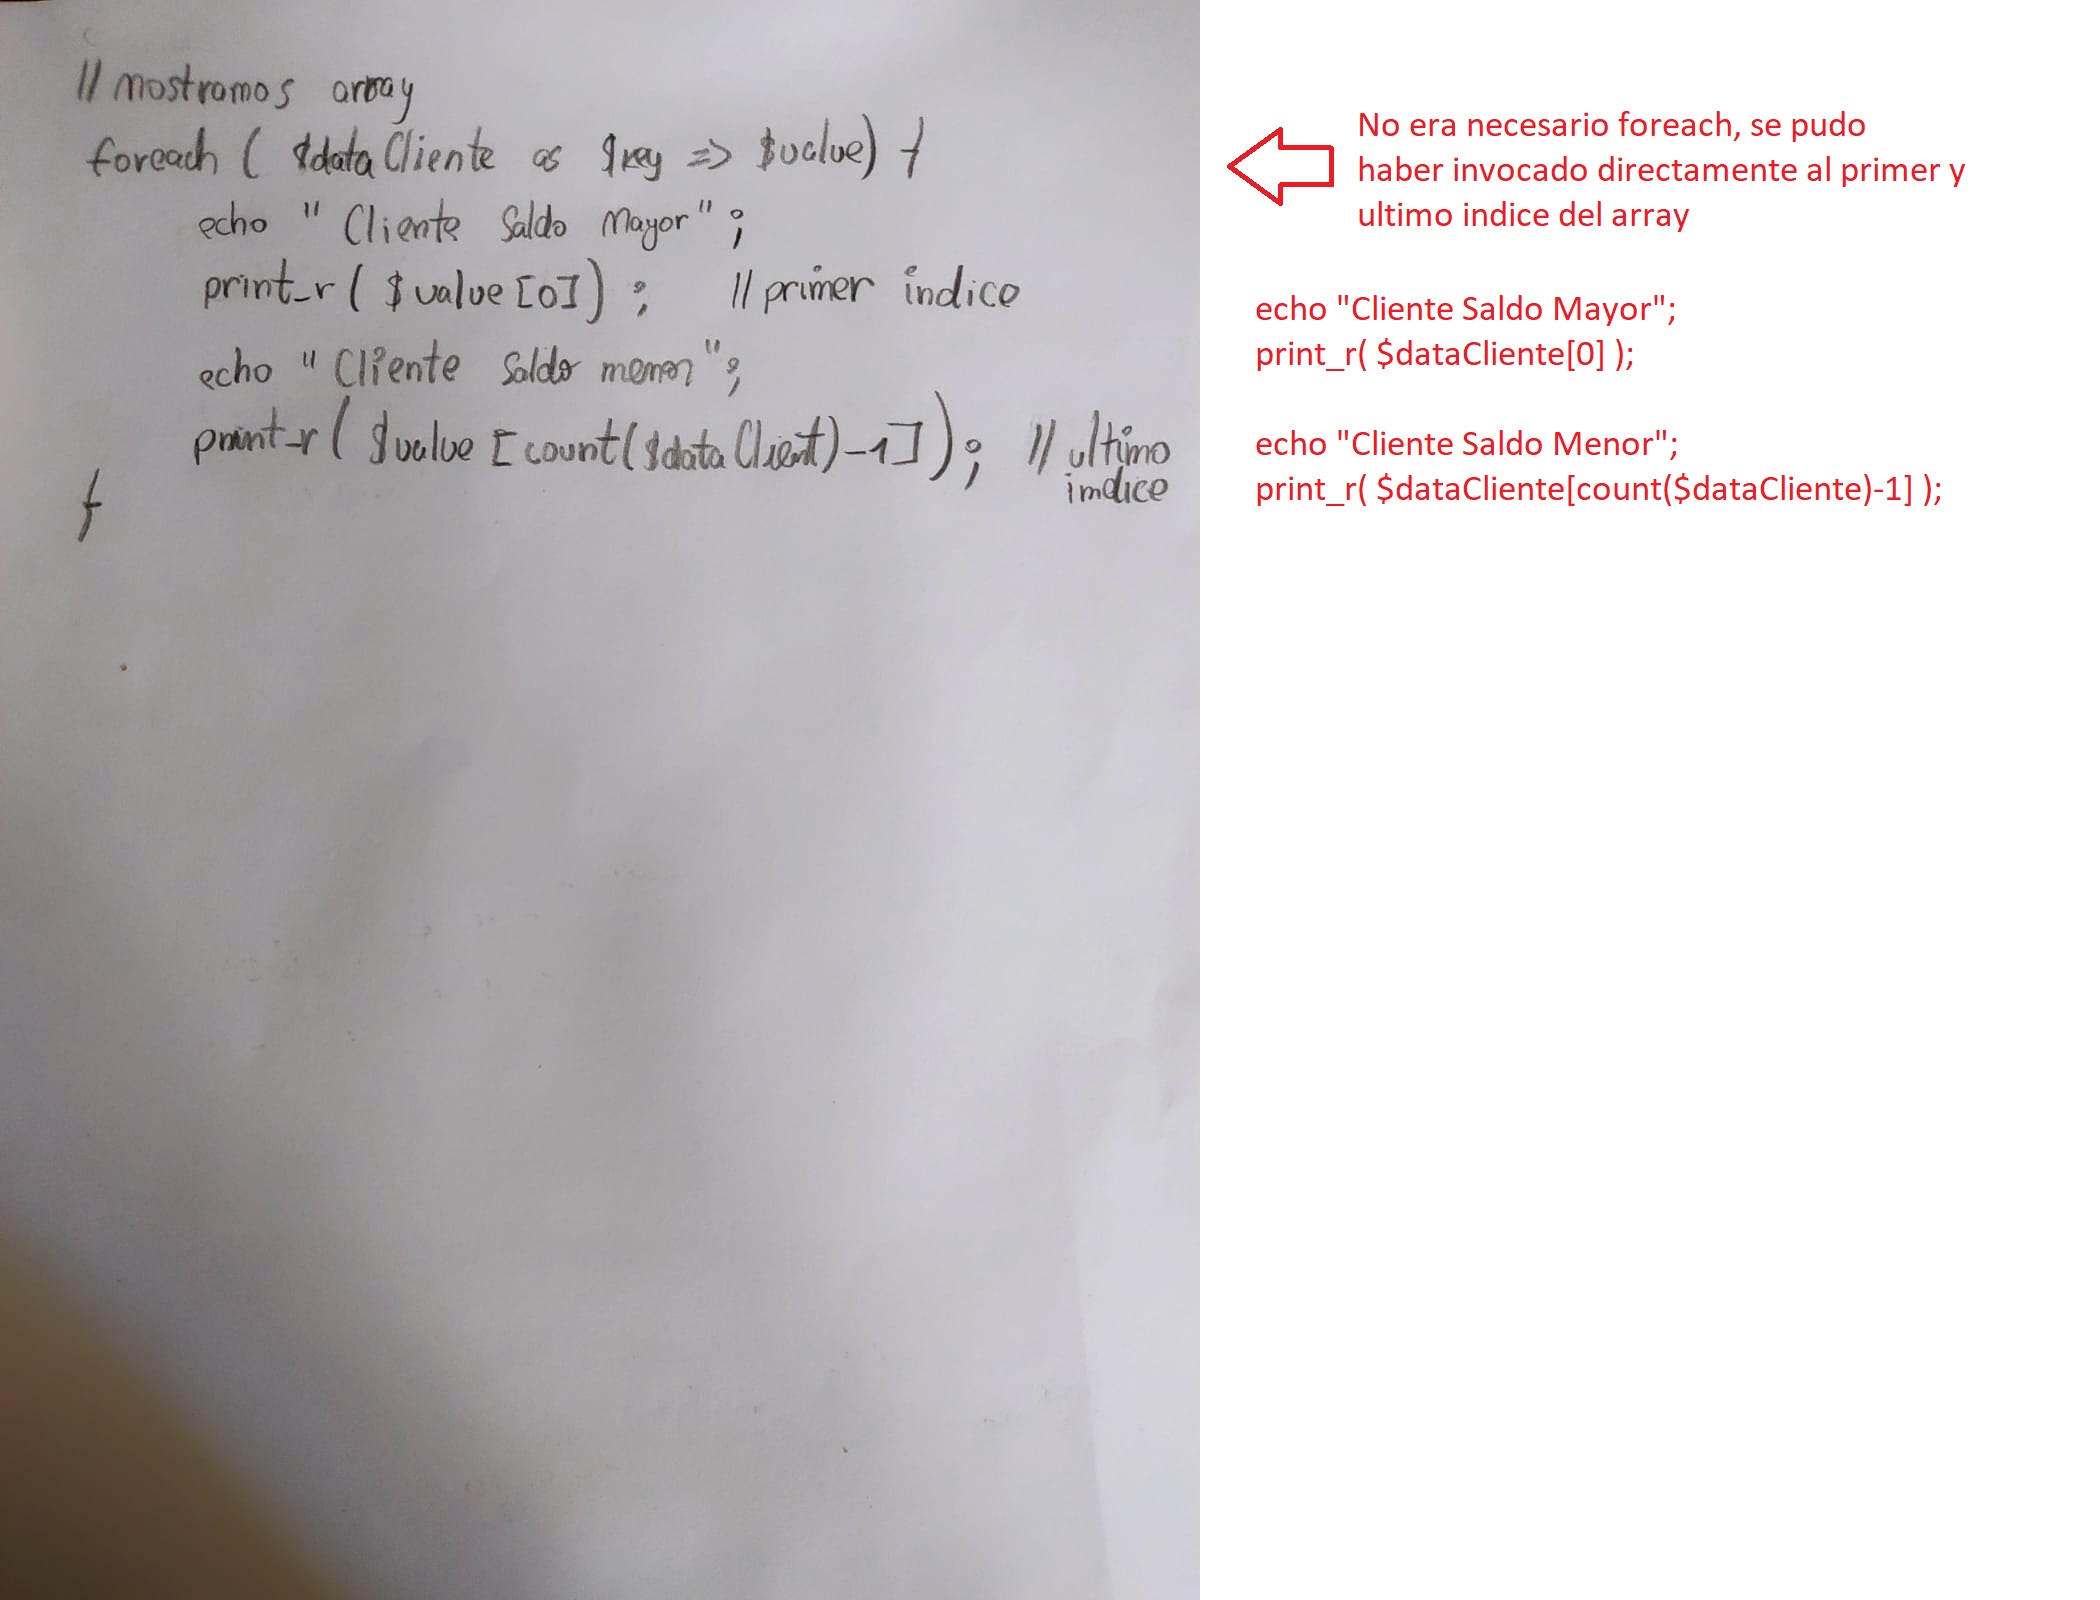 // mostramos array
foreach ( $dataCliente as $key => $value) {
echo " Cliente Saldo Mayor" ;
print_r ( $value [0]) ; // primer indice
echo " Cliente Saldo menor" ;
print_r ( $value [count($dataClient)-1]) ; // ultimo
indice
}
No era necesario foreach, se pudo
haber invocado directamente al primer y
ultimo indice del array
echo "Cliente Saldo Mayor";
print_r( $dataCliente[0] );
echo "Cliente Saldo Menor";
print_r( $dataCliente[count($dataCliente)-1] );